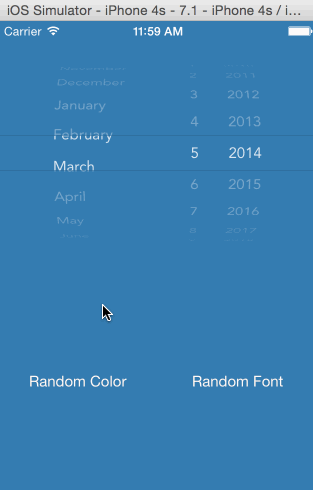 iOS Simulator - iPhone 4s - 7.1 - iPhone 4s / i...
Carrier 11:59 AM
2 2011
December
3 2012
January
4 2013
February
5 2014
March
6 2015
April
7 2016
May
8 2017
Random Color Random Font